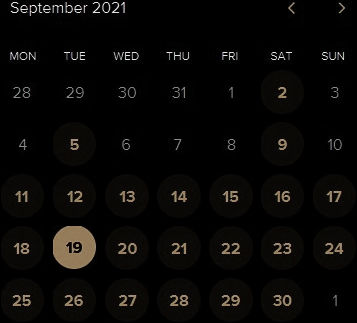 September 2021
MON TUE WED THU FRI SAT SUN
28 29 30 31 1 2 3
4 5 6 7 8 9 10
11 12 13 14 15 16 17
18 19 20 21 22 23 24
25 26 27 28 29 30 1